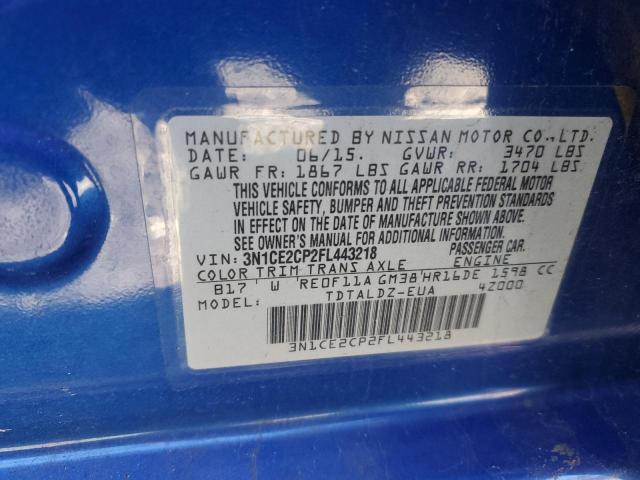 MANUFACTURED BY NISSAN MOTOR CO.,LTD.
DATE: 06/15. GVWR: 3470 LBS
GAWR FR: 1867 LBS GAWR RR: 1704 LBS
THIS VEHICLE CONFORMS TO ALL APPLICABLE FEDERAL MOTOR
VEHICLE SAFETY, BUMPER AND THEFT PREVENTION STANDARDS
IN EFFECT ON THE DATE OF MANUFACTURE SHOWN ABOVE.
SEE OWNER'S MANUAL FOR ADDITIONAL INFORMATION.
VIN: 3N1CE2CP2FL443218 PASSENGER CAR.
COLOR TRIM TRANS AXLE ENGINE
B17 W RE0F11A GM38 HR16DE 1598 CC
MODEL: TDTALDZ-EUA 4Z000
3N1CE2CP2FL443218